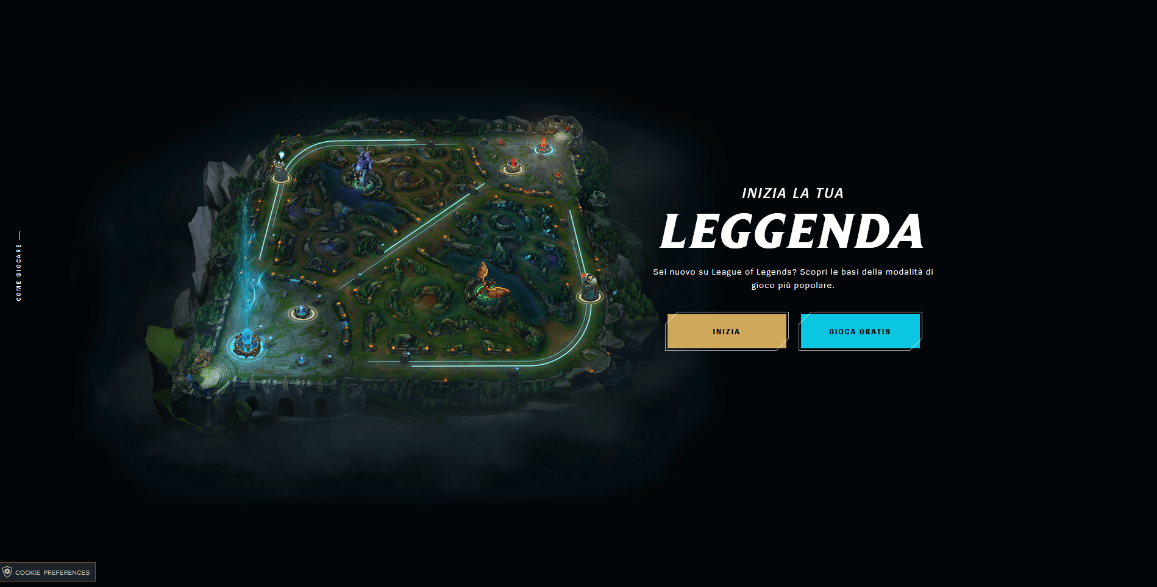 COME GIOCARE
INIZIA LA TUA
LEGGENDA
Sei nuovo su League of Legends? Scopri le basi della modalità di
gioco più popolare.
INIZIA
GIOCA GRATIS
COOKIE PREFERENCES